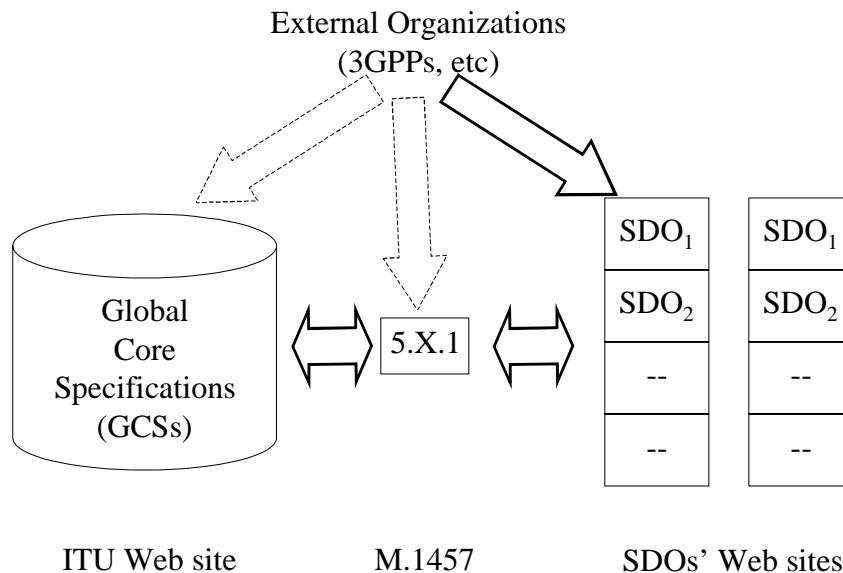 External Organizations
(3GPPs, etc)
Global
Core
Specifications
(GCSs)
5.X.1
SDO₁
SDO₂
--
--
SDO₁
SDO₂
--
--
ITU Web site
M.1457
SDOs’ Web sites